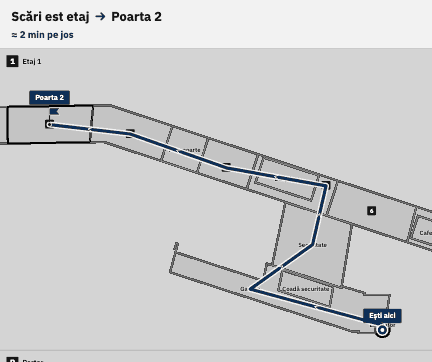 Scări est etaj → Poarta 2
≈ 2 min pe jos
1 Etaj 1
Poarta 2
6
Cafe
Coadă securitate
Ești aici